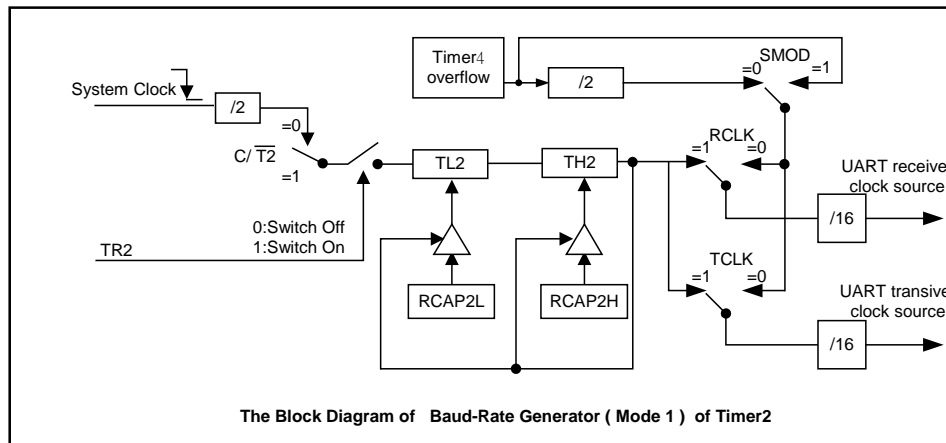 Timer4
overflow
SMOD
=0
=1
/2
System Clock
/2
=0
C/T2
=1
TL2
TH2
RCLK
=1
=0
UART receive
clock source
/16
0:Switch Off
1:Switch On
TR2
TCLK
=1
=0
RCAP2L
RCAP2H
UART transive
clock source
/16
The Block Diagram of Baud-Rate Generator ( Mode 1 ) of Timer2